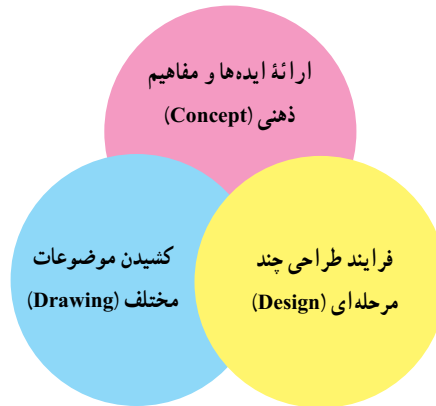 ارائهٔ ایده‌ها و مفاهیم
ذهنی (Concept)
کشیدن موضوعات
مختلف (Drawing)
فرایند طراحی چند
مرحله‌ای (Design)